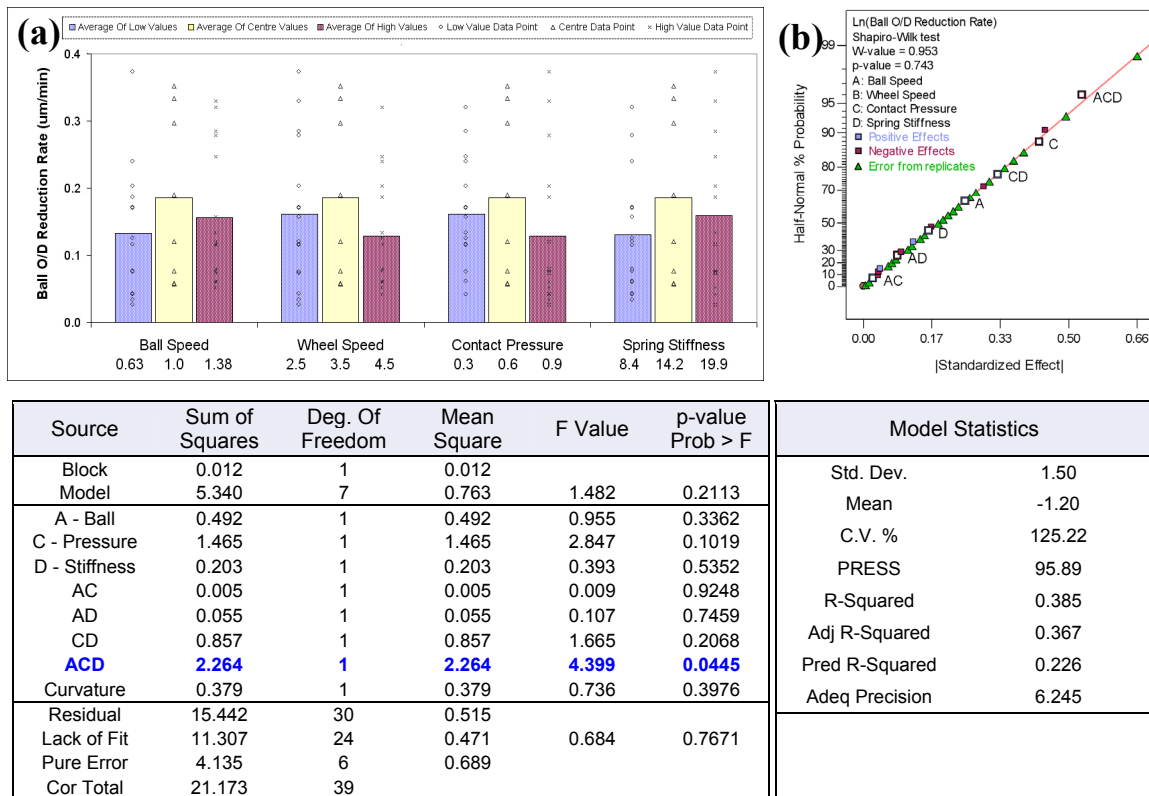 (a)
Average Of Low Values Average Of Centre Values Average Of High Values Low Value Data Point Centre Data Point High Value Data Point
Ball O/D Reduction Rate (um/min)
0.4
0.3
0.2
0.1
0.0
Ball Speed Wheel Speed Contact Pressure Spring Stiffness
0.63 1.0 1.38 2.5 3.5 4.5 0.3 0.6 0.9 8.4 14.2 19.9
(b)
Ln(Ball O/D Reduction Rate)
Shapiro-Wilk test
W-value = 0.953
p-value = 0.743
A: Ball Speed
B: Wheel Speed
C: Contact Pressure
D: Spring Stiffness
Positive Effects
Negative Effects
Error from replicates
Half-Normal % Probability
99
95
90
80
70
50
30
20
10
0
ACD
C
CD
A
D
AD
AC
0.00 0.17 0.33 0.50 0.66
|Standardized Effect|
Source Sum of Squares Deg. Of Freedom Mean Square F Value p-value Prob > F
Block 0.012 1 0.012
Model 5.340 7 0.763 1.482 0.2113
A - Ball 0.492 1 0.492 0.955 0.3362
C - Pressure 1.465 1 1.465 2.847 0.1019
D - Stiffness 0.203 1 0.203 0.393 0.5352
AC 0.005 1 0.005 0.009 0.9248
AD 0.055 1 0.055 0.107 0.7459
CD 0.857 1 0.857 1.665 0.2068
ACD 2.264 1 2.264 4.399 0.0445
Curvature 0.379 1 0.379 0.736 0.3976
Residual 15.442 30 0.515
Lack of Fit 11.307 24 0.471 0.684 0.7671
Pure Error 4.135 6 0.689
Cor Total 21.173 39
Model Statistics
Std. Dev. 1.50
Mean -1.20
C.V. % 125.22
PRESS 95.89
R-Squared 0.385
Adj R-Squared 0.367
Pred R-Squared 0.226
Adeq Precision 6.245